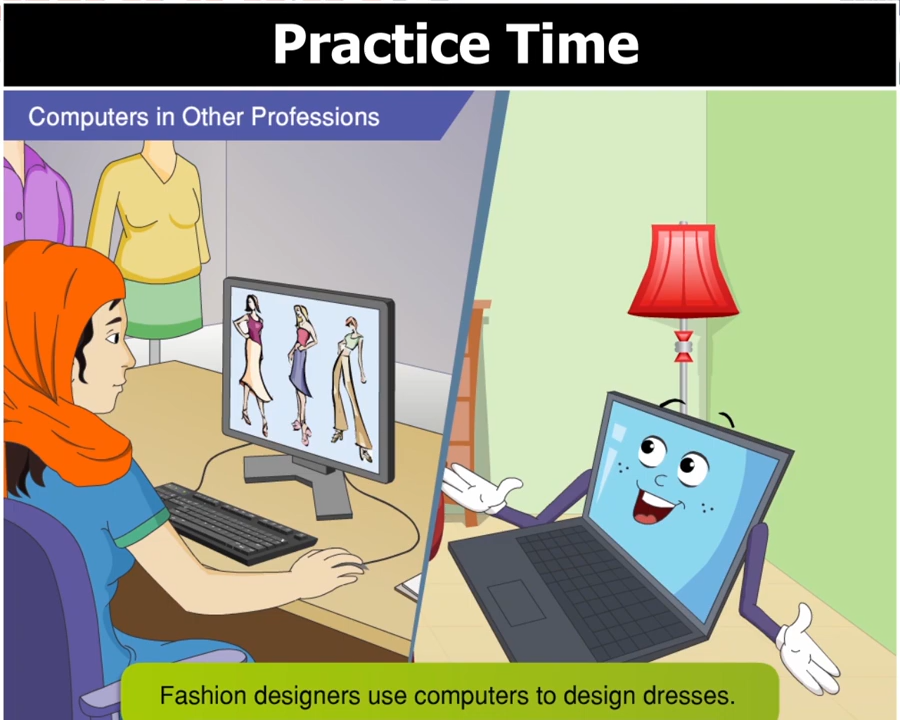 Practice Time
Computers in Other Professions
Fashion designers use computers to design dresses.